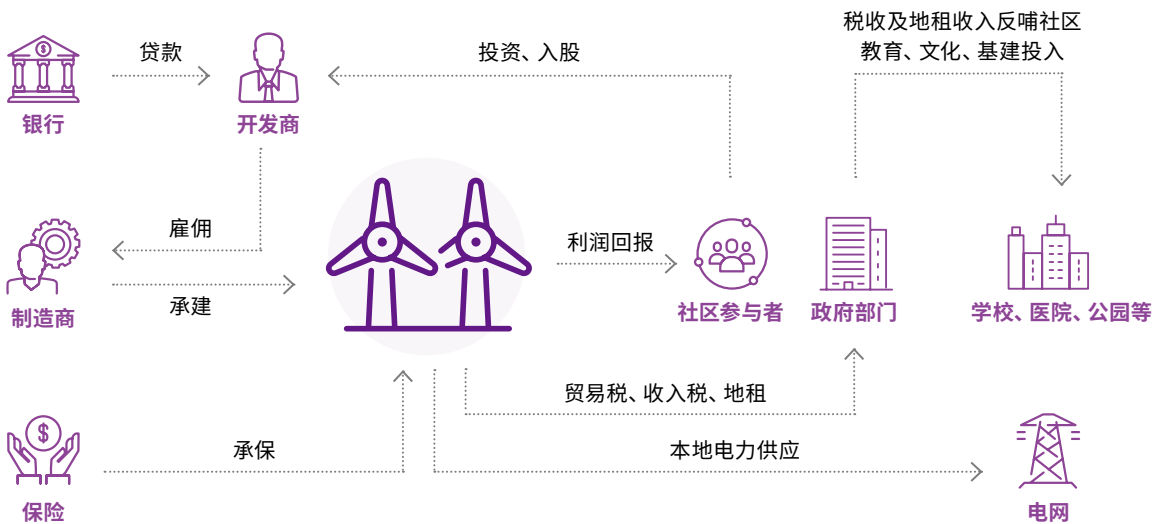 税收及地租收入反哺社区
教育、文化、基建投入
贷款
投资、入股
银行
开发商
雇佣
利润回报
承建
制造商
社区参与者
政府部门
学校、医院、公园等
贸易税、收入税、地租
承保
本地电力供应
保险
电网